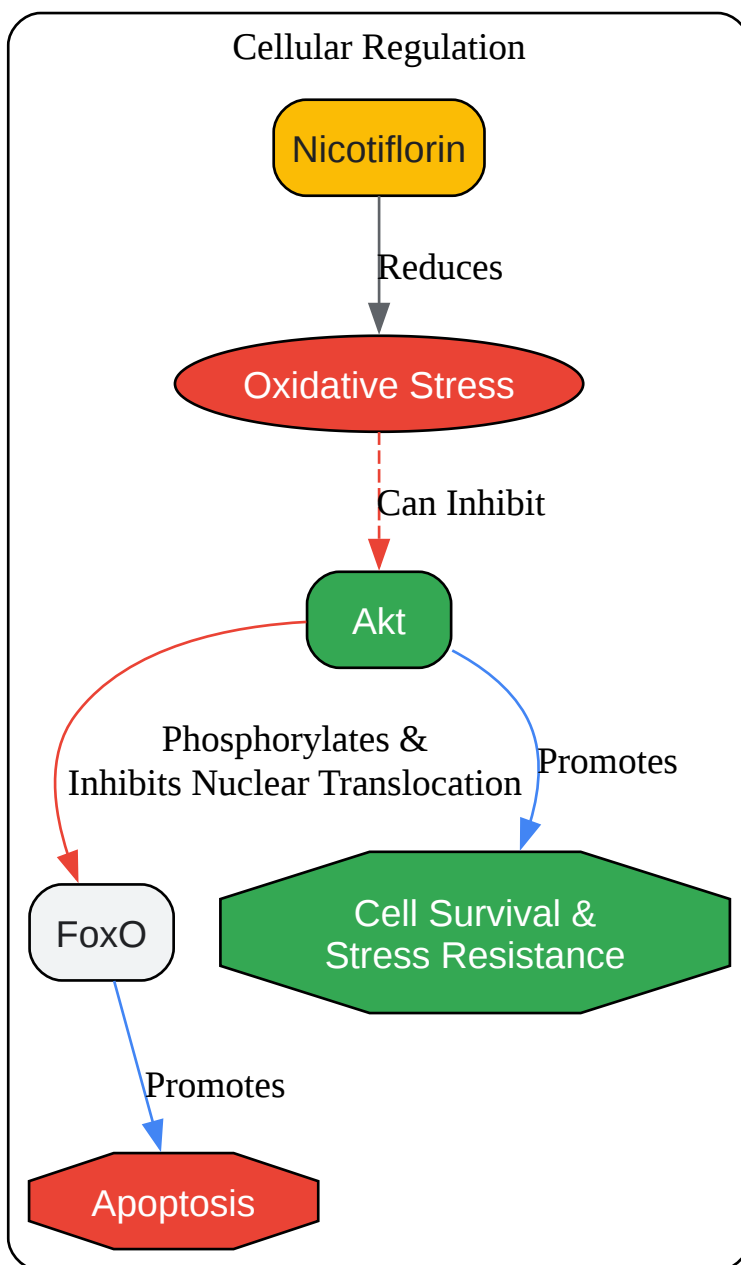 Cellular Regulation
Nicotiflorin
Reduces
Oxidative Stress
Can Inhibit
Akt
Phosphorylates &
Inhibits Nuclear Translocation
Promotes
FoxO
Cell Survival &
Stress Resistance
Promotes
Apoptosis